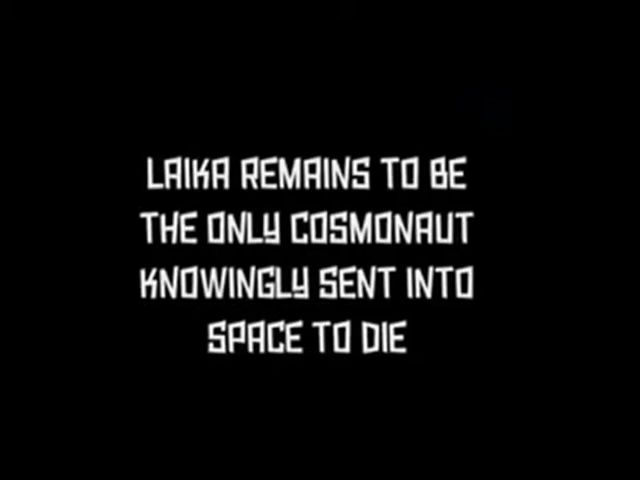 LAIKA REMAINS TO BE
THE ONLY COSMONAUT
KNOWINGLY SENT INTO
SPACE TO DIE